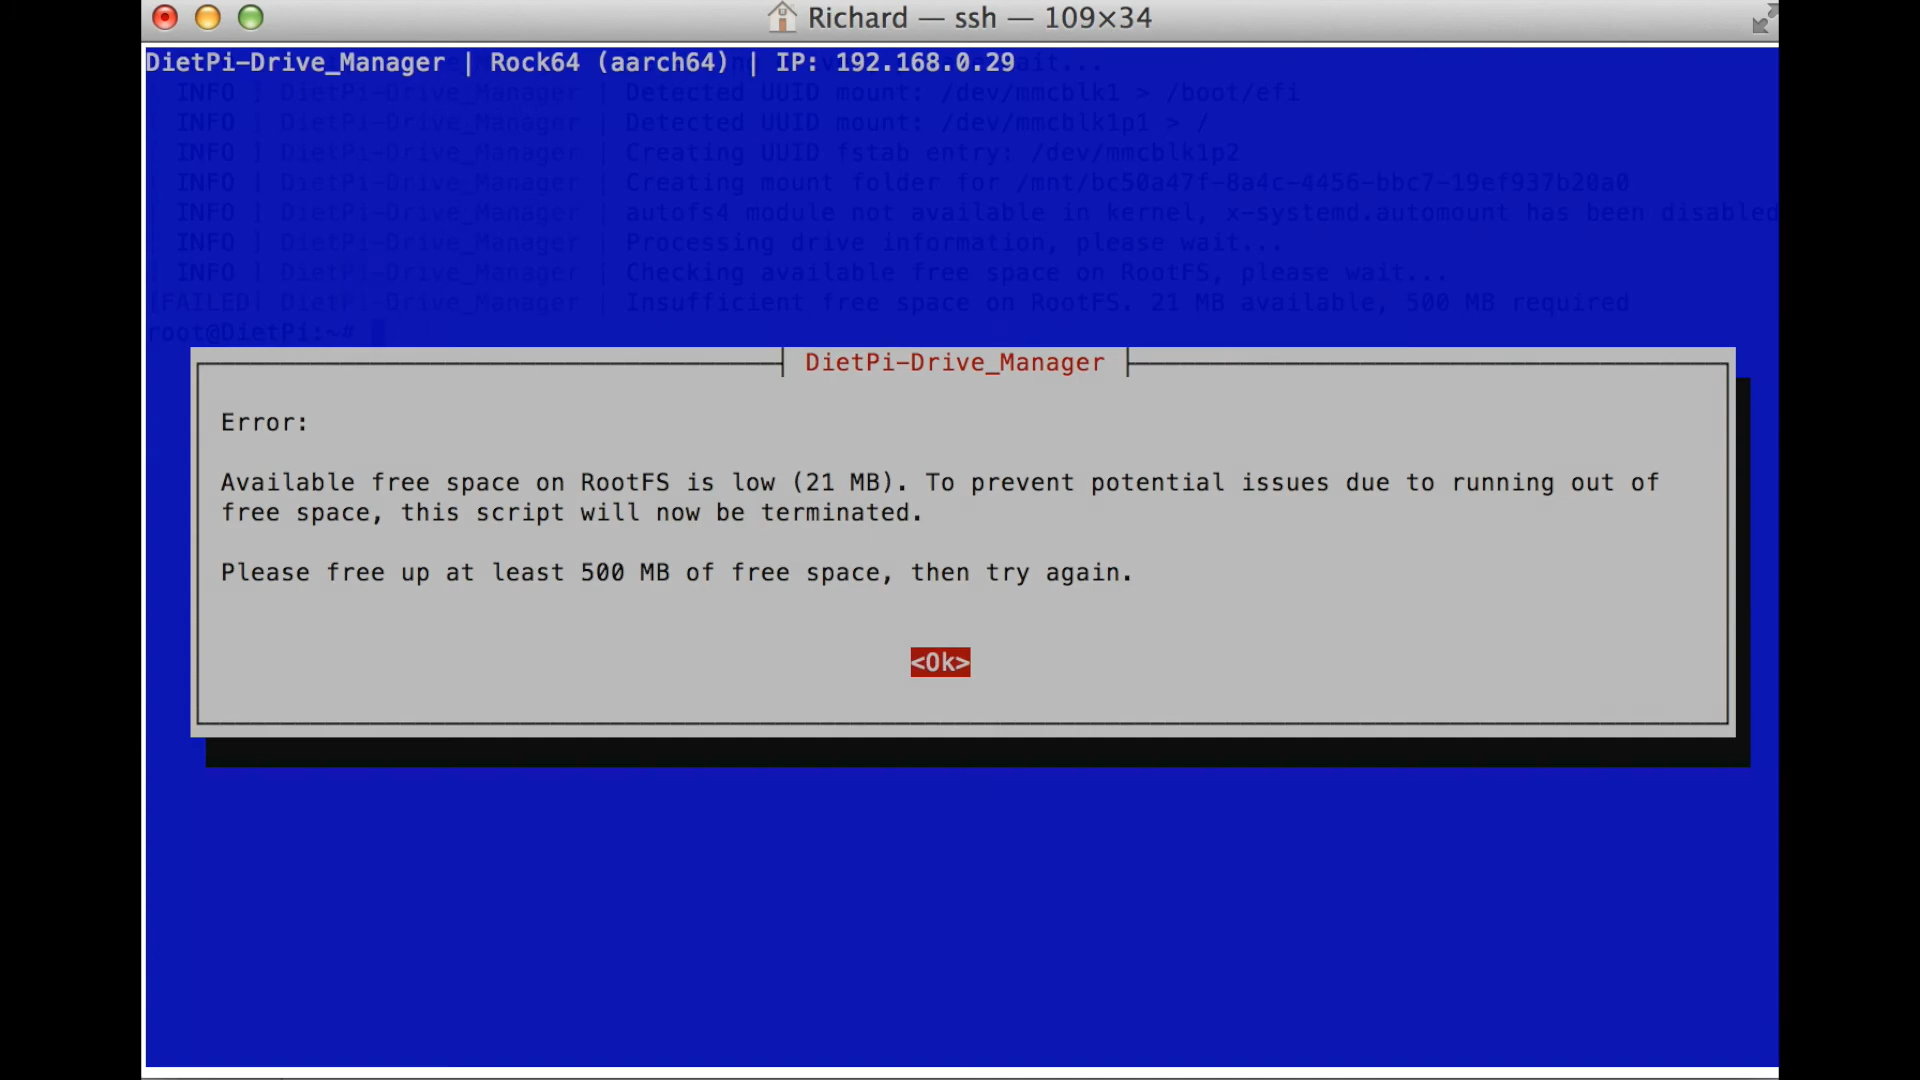 Richard — ssh — 109×34
DietPi-Drive_Manager | Rock64 (aarch64) | IP: 192.168.0.29 ait...
INFO | DietPi-Drive_Manager | Detected UUID mount: /dev/mmcblk1 > /boot/efi
INFO | DietPi-Drive_Manager | Detected UUID mount: /dev/mmcblk1p1 > /
INFO | DietPi-Drive_Manager | Creating UUID fstab entry: /dev/mmcblk1p2
INFO | DietPi-Drive_Manager | Creating mount folder for /mnt/bc50a47f-8a4c-4456-bbc7-19ef937b20a0
INFO | DietPi-Drive_Manager | autofs4 module not available in kernel, x-systemd.automount has been disabled
INFO | DietPi-Drive_Manager | Processing drive information, please wait...
INFO | DietPi-Drive_Manager | Checking available free space on RootFS, please wait...
[FAILED] DietPi-Drive_Manager | Insufficient free space on RootFS. 21 MB available, 500 MB required
root@DietPi:~#
DietPi-Drive_Manager
Error:
Available free space on RootFS is low (21 MB). To prevent potential issues due to running out of
free space, this script will now be terminated.
Please free up at least 500 MB of free space, then try again.
<Ok>